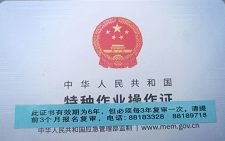 中华人民共和国
特种作业操作证
此证书有效期为6年，但必须每3年复审一次，请提
前3个月报名复审，电话：88183328 88189718
中华人民共和国应急管理部监制 | www.mem.gov.cn